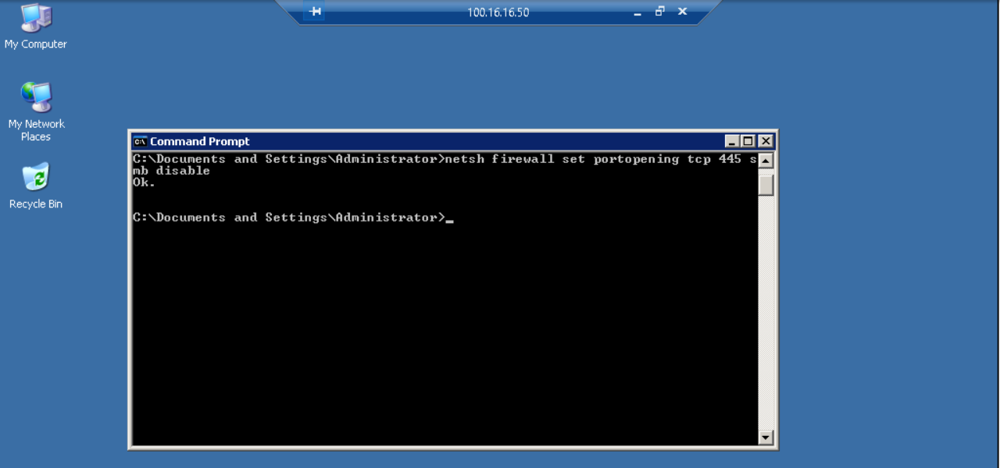 100.16.16.50
My Computer
My Network
Places
Recycle Bin
Command Prompt
C:\Documents and Settings\Administrator>netsh firewall set portopening tcp 445 s
mb disable
Ok.
C:\Documents and Settings\Administrator>_